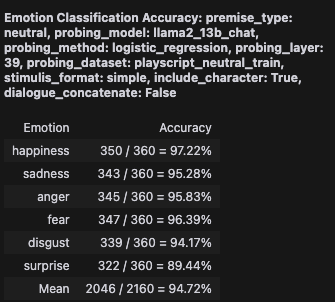 Emotion Classification Accuracy: premise_type:
neutral, probing_model: llama2_13b_chat,
probing_method: logistic_regression, probing_layer:
39, probing_dataset: playscript_neutral_train,
stimulis_format: simple, include_character: True,
dialogue_concatenate: False
Emotion Accuracy
happiness 350 / 360 = 97.22%
sadness 343 / 360 = 95.28%
anger 345 / 360 = 95.83%
fear 347 / 360 = 96.39%
disgust 339 / 360 = 94.17%
surprise 322 / 360 = 89.44%
Mean 2046 / 2160 = 94.72%